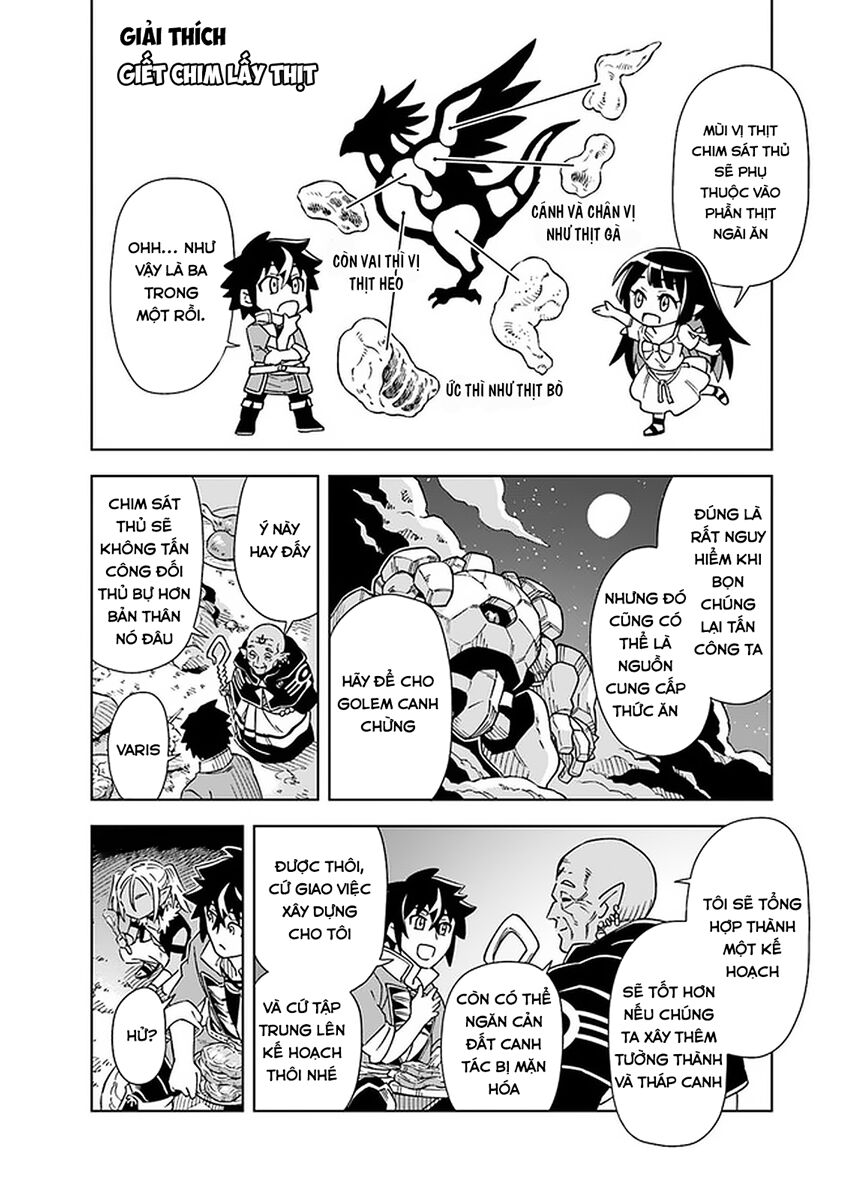 GIẢI THÍCH
GIẾT CHIM LẤY THỊT
MÙI VỊ THỊT
CHIM SÁT THỦ
SẼ PHỤ
THUỘC VÀO
PHẦN THỊT
NGÀI ĂN
CÁNH VÀ CHÂN VỊ
NHƯ THỊT GÀ
CÒN VAI THÌ VỊ
THỊT HEO
ỨC THÌ NHƯ THỊT BÒ
OHH... NHƯ
VẬY LÀ BA
TRONG
MỘT RỒI.
ĐÚNG LÀ
RẤT NGUY
HIỂM KHI
BỌN
CHÚNG
LẠI TẤN
CÔNG TA
NHƯNG ĐÓ
CŨNG CÓ
THỂ LÀ
NGUỒN
CUNG CẤP
THỨC ĂN
HÃY ĐỂ CHO
GOLEM CANH
CHỪNG
Ý NÀY
HAY ĐẤY
CHIM SÁT
THỦ SẼ
KHÔNG TẤN
CÔNG ĐỐI
THỦ BỰ HƠN
BẢN THÂN
NÓ ĐÂU
VARIS
TÔI SẼ TỔNG
HỢP THÀNH
MỘT KẾ
HOẠCH
SẼ TỐT HƠN
NẾU CHÚNG
TA XÂY THÊM
TƯỜNG THÀNH
VÀ THÁP CANH
CÒN CÓ THỂ
NGĂN CẢN
ĐẤT CANH
TÁC BỊ MẶN
HÓA
ĐƯỢC THÔI,
CỨ GIAO VIỆC
XÂY DỰNG
CHO TÔI
VÀ CỨ TẬP
TRUNG LÊN
KẾ HOẠCH
THÔI NHÉ
HỬ?